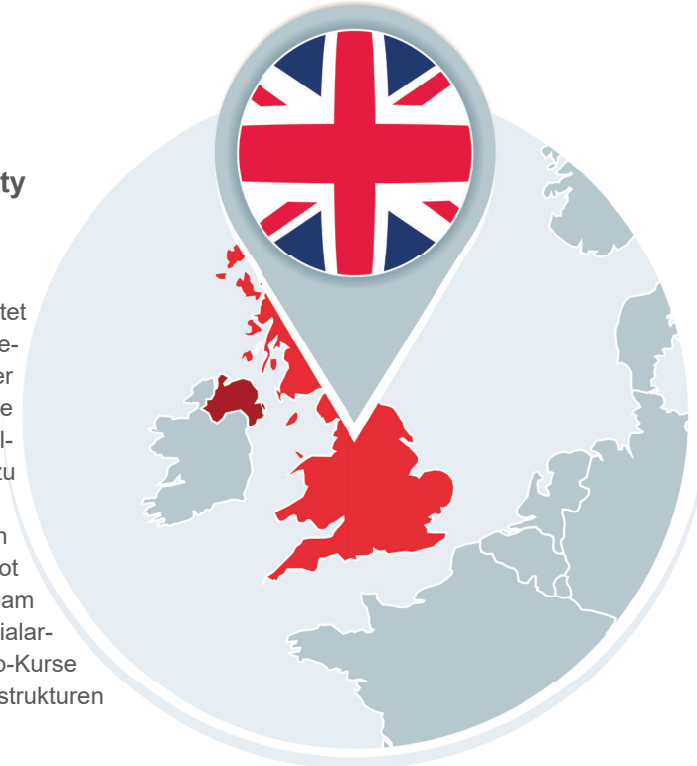 ty
tet
e-
er
e
l-
zu
n
ot
am
ialar-
o-Kurse
strukturen